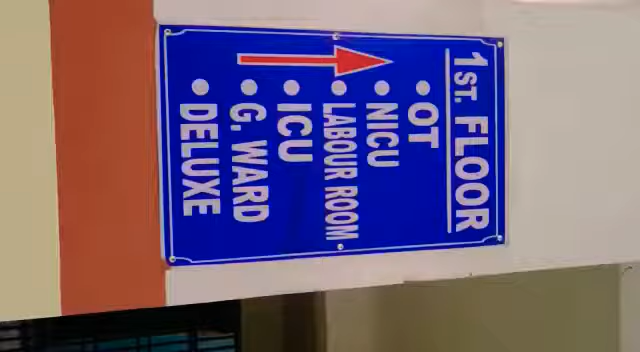 1ST. FLOOR
OT
NICU
LABOUR ROOM
ICU
G. WARD
DELUXE